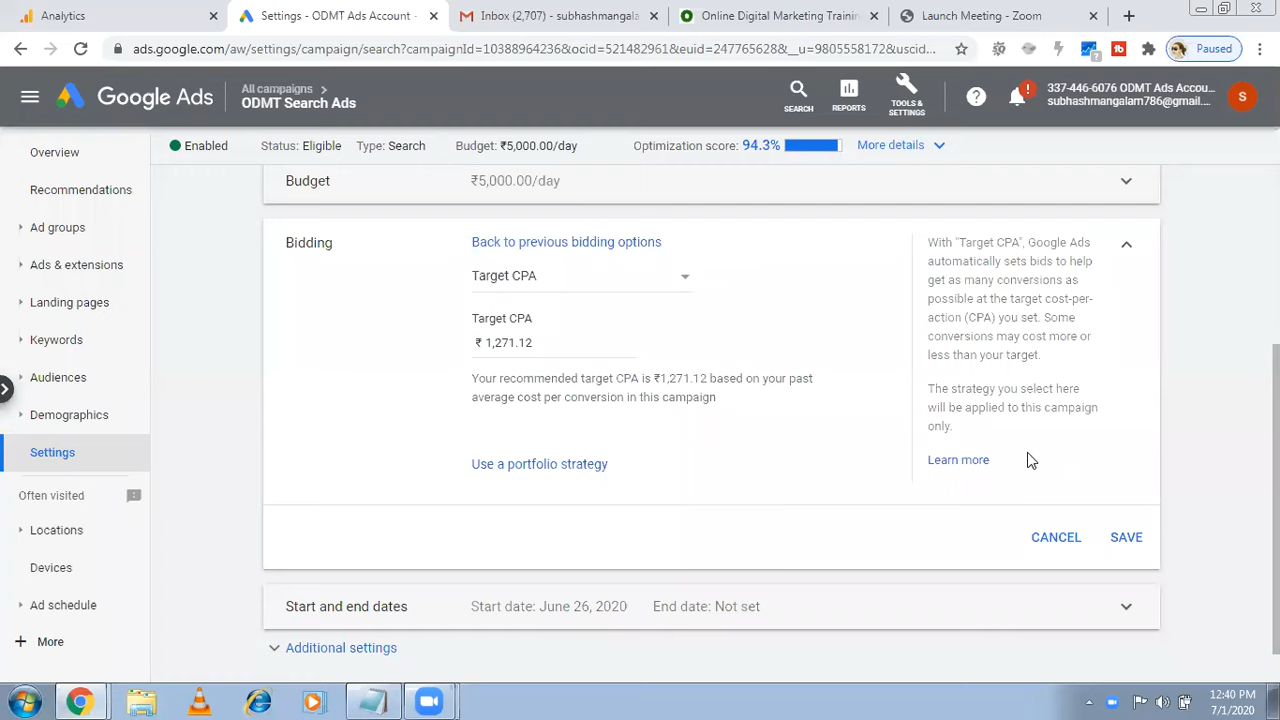 Analytics
Settings - ODMT Ads Account -
Inbox (2,707) - subhashmangala
Online Digital Marketing Trainin
Launch Meeting - Zoom
ads.google.com/aw/settings/campaign/search?campaignId=10388964236&ocid=521482961&euid=247765628&__u=9805558172&uscid...
Paused
Google Ads
All campaigns
ODMT Search Ads
SEARCH
REPORTS
TOOLS &
SETTINGS
337-446-6076 ODMT Ads Accou...
subhashmangalam786@gmail....
S
Enabled
Status: Eligible
Type: Search
Budget: ₹5,000.00/day
Optimization score: 94.3%
More details
Overview
Recommendations
Ad groups
Ads & extensions
Landing pages
Keywords
Audiences
Demographics
Settings
Often visited
Locations
Devices
Ad schedule
More
Budget
₹5,000.00/day
Bidding
Back to previous bidding options
Target CPA
Target CPA
₹ 1,271.12
Your recommended target CPA is ₹1,271.12 based on your past
average cost per conversion in this campaign
Use a portfolio strategy
With "Target CPA", Google Ads
automatically sets bids to help
get as many conversions as
possible at the target cost-per-
action (CPA) you set. Some
conversions may cost more or
less than your target.
The strategy you select here
will be applied to this campaign
only.
Learn more
CANCEL
SAVE
Start and end dates
Start date: June 26, 2020
End date: Not set
Additional settings
12:40 PM
7/1/2020